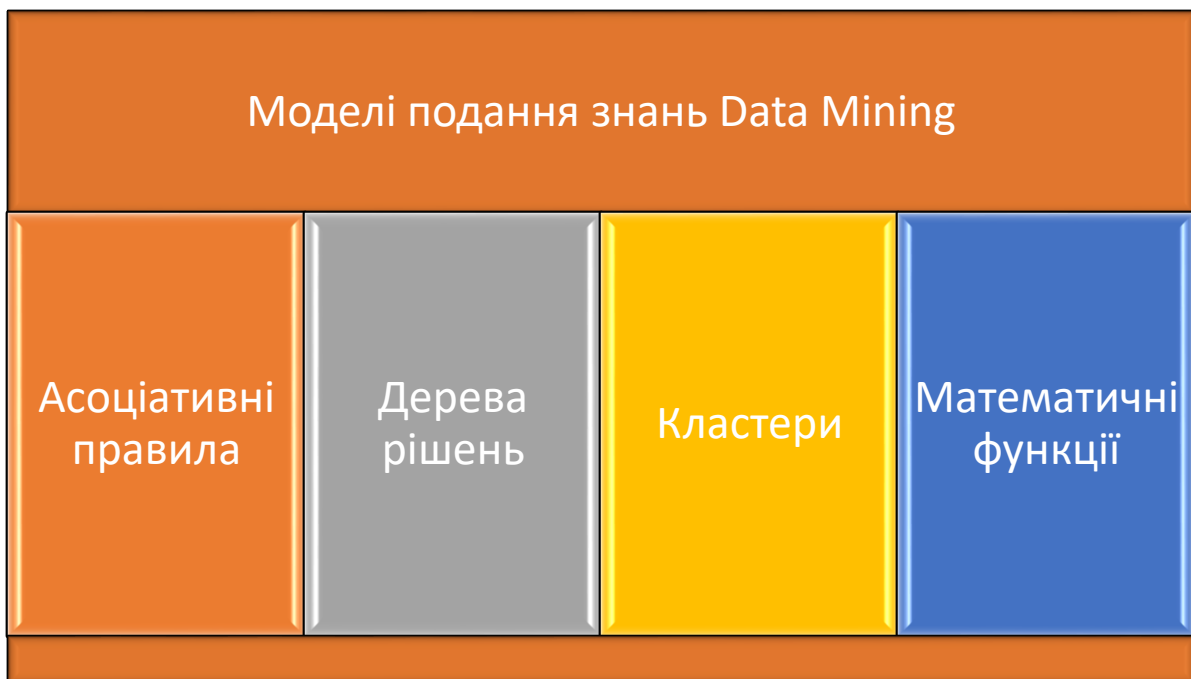 Моделі подання знань Data Mining
Асоціативні
правила
Дерева
рішень
Кластери
Математичні
функції